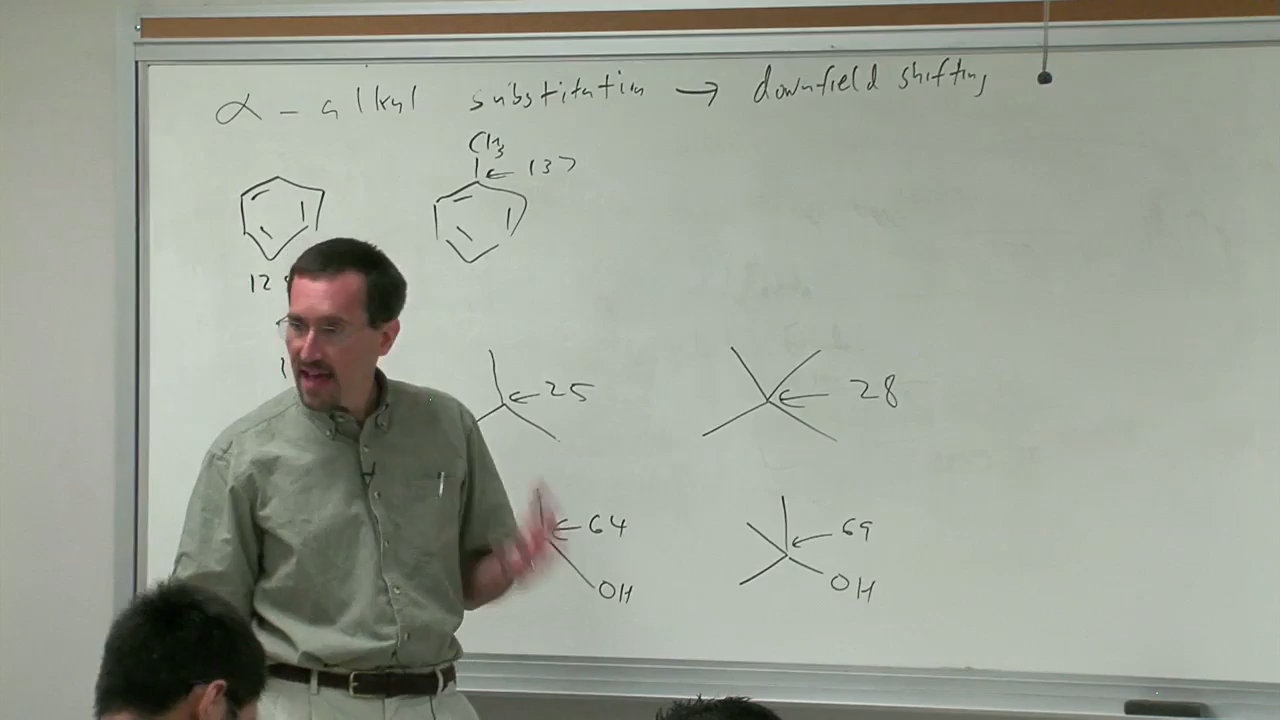 α - alkyl substitution → downfield shifting
CH3
← 137
12
← 25
← 28
← 64
← 69
OH
OH